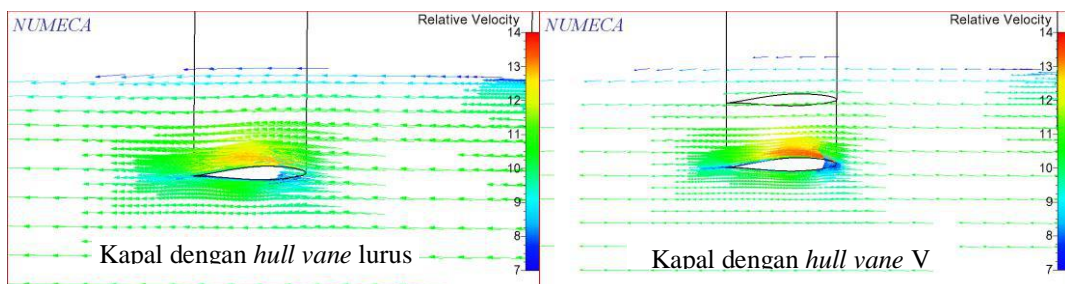 NUMECA
Relative Velocity
14
13
12
11
10
9
8
7
Kapal dengan hull vane lurus
NUMECA
Relative Velocity
14
13
12
11
10
9
8
7
Kapal dengan hull vane V